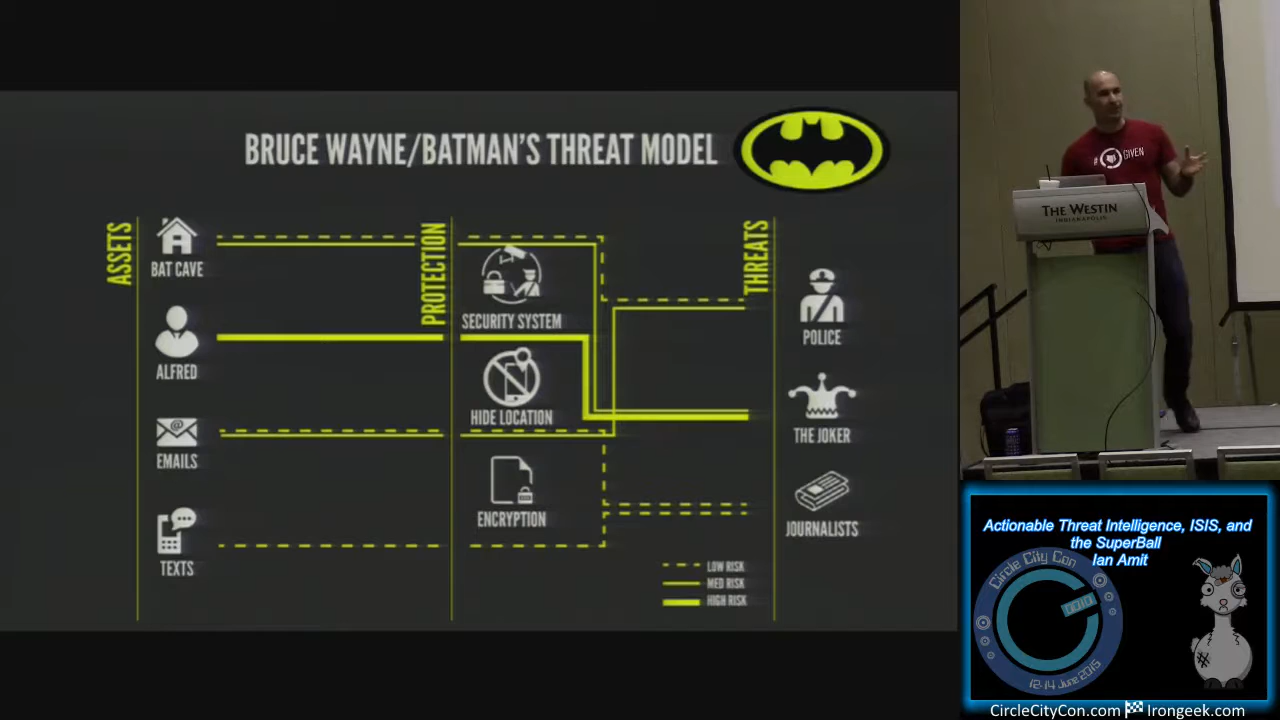 BRUCE WAYNE/BATMAN'S THREAT MODEL
ASSETS
BAT CAVE
ALFRED
EMAILS
TEXTS
PROTECTION
SECURITY SYSTEM
HIDE LOCATION
ENCRYPTION
THREATS
POLICE
THE JOKER
JOURNALISTS
LOW RISK
MED RISK
HIGH RISK
# GIVEN
THE WESTIN
INDIANAPOLIS
Actionable Threat Intelligence, ISIS, and
the SuperBall
Ian Amit
Circle City Con
12-14 June 2015
CircleCityCon.com Irongeek.com